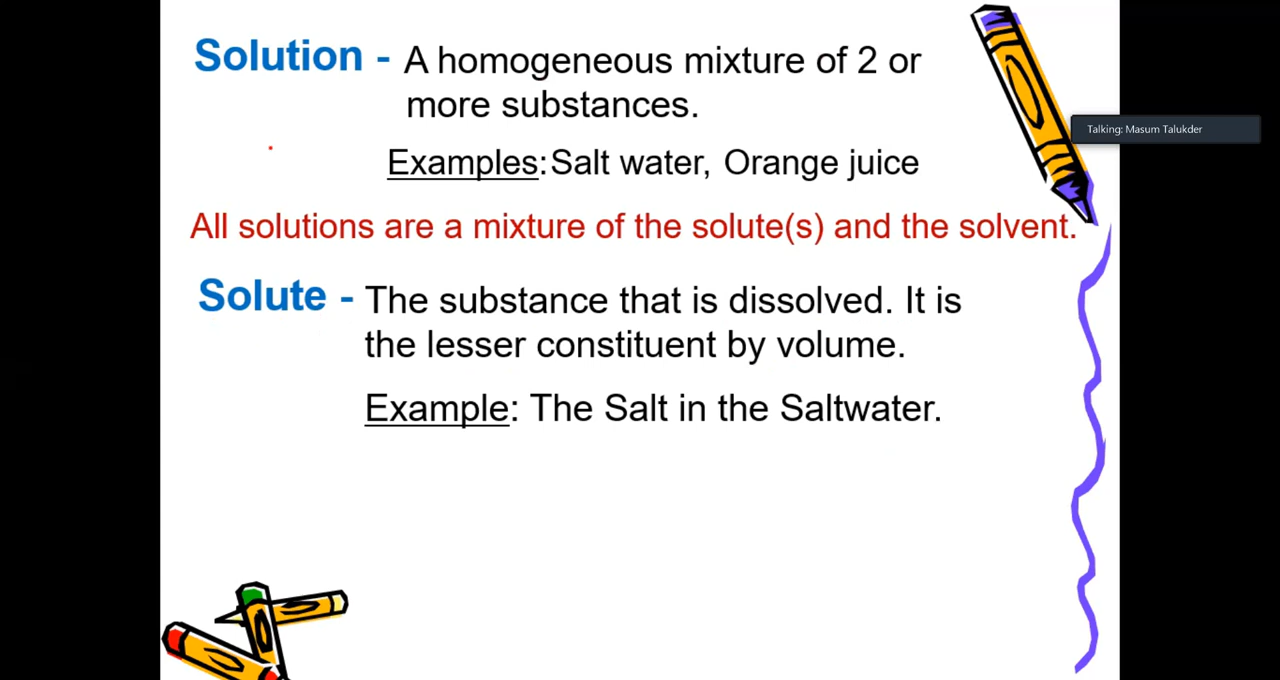 Solution - A homogeneous mixture of 2 or
more substances.
Talking: Masum Talukder
Examples: Salt water, Orange juice
All solutions are a mixture of the solute(s) and the solvent.
Solute - The substance that is dissolved. It is
the lesser constituent by volume.
Example: The Salt in the Saltwater.